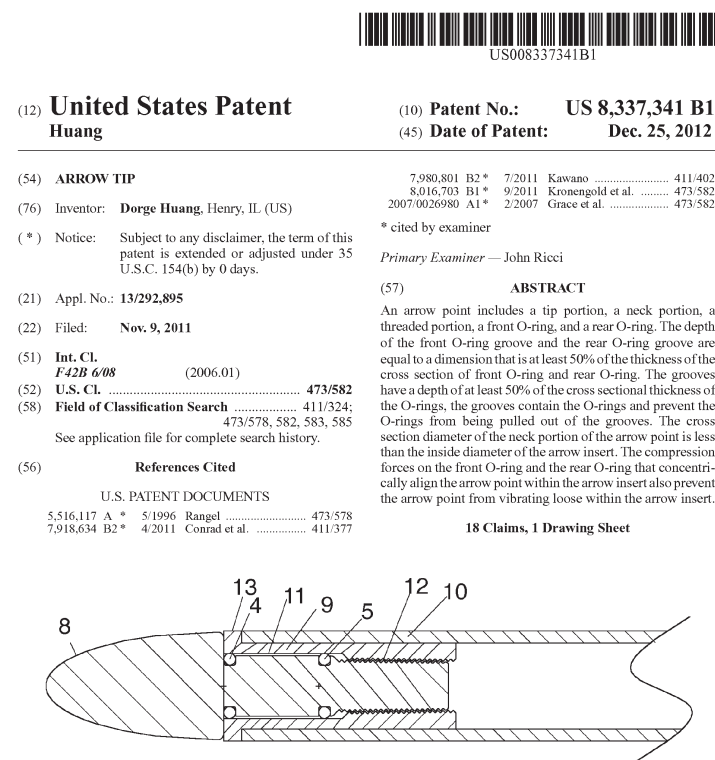 US008337341B1
(12) United States Patent
Huang
(10) Patent No.: US 8,337,341 B1
(45) Date of Patent: Dec. 25, 2012
(54) ARROW TIP
(76) Inventor: Dorge Huang, Henry, IL (US)
( * ) Notice: Subject to any disclaimer, the term of this
patent is extended or adjusted under 35
U.S.C. 154(b) by 0 days.
(21) Appl. No.: 13/292,895
(22) Filed: Nov. 9, 2011
(51) Int. Cl.
F42B 6/08 (2006.01)
(52) U.S. Cl. ........................................................ 473/582
(58) Field of Classification Search .................. 411/324;
473/578, 582, 583, 585
See application file for complete search history.
(56) References Cited
U.S. PATENT DOCUMENTS
5,516,117 A * 5/1996 Rangel ......................... 473/578
7,918,634 B2 * 4/2011 Conrad et al. ................ 411/377
7,980,801 B2 * 7/2011 Kawano ........................ 411/402
8,016,703 B1 * 9/2011 Kronengold et al. ......... 473/582
2007/0026980 A1 * 2/2007 Grace et al. .................... 473/582
* cited by examiner
Primary Examiner — John Ricci
(57) ABSTRACT
An arrow point includes a tip portion, a neck portion, a
threaded portion, a front O-ring, and a rear O-ring. The depth
of the front O-ring groove and the rear O-ring groove are
equal to a dimension that is at least 50% of the thickness of the
cross section of front O-ring and rear O-ring. The grooves
have a depth of at least 50% of the cross sectional thickness of
the O-rings, the grooves contain the O-rings and prevent the
O-rings from being pulled out of the grooves. The cross
section diameter of the neck portion of the arrow point is less
than the inside diameter of the arrow insert. The compression
forces on the front O-ring and the rear O-ring that concentri-
cally align the arrow point within the arrow insert also prevent
the arrow point from vibrating loose within the arrow insert.
18 Claims, 1 Drawing Sheet
13
4
11
9
5
12
10
8